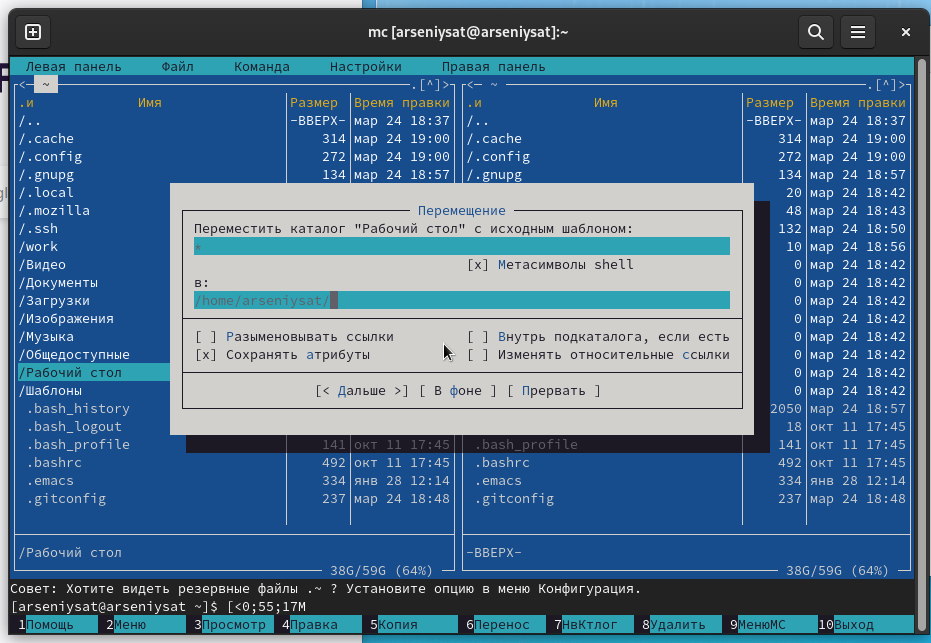 mc [arseniysat@arseniysat]:~
Левая панель Файл Команда Настройки Правая панель
<─ ~ ─.[^]> <─ ~ ─.[^]>
.и Имя Размер Время правки .и Имя Размер Время правки
/.. -ВВЕРХ- мар 24 18:37 /.. -ВВЕРХ- мар 24 18:37
/.cache 314 мар 24 19:00 /.cache 314 мар 24 19:00
/.config 272 мар 24 19:00 /.config 272 мар 24 19:00
/.gnupg 134 мар 24 18:57 /.gnupg 134 мар 24 18:57
/.local 20 мар 24 18:42
/.mozilla 48 мар 24 18:43
/.ssh 132 мар 24 18:50
/work 10 мар 24 18:56
/Видео 0 мар 24 18:42
/Документы 0 мар 24 18:42
/Загрузки 0 мар 24 18:42
/Изображения 0 мар 24 18:42
/Музыка 0 мар 24 18:42
/Общедоступные 0 мар 24 18:42
/Рабочий стол 0 мар 24 18:42
/Шаблоны 0 мар 24 18:42
.bash_history 2050 мар 24 18:57
.bash_logout 18 окт 11 17:45
.bash_profile 141 окт 11 17:45 .bash_profile 141 окт 11 17:45
.bashrc 492 окт 11 17:45 .bashrc 492 окт 11 17:45
.emacs 334 янв 28 12:14 .emacs 334 янв 28 12:14
.gitconfig 237 мар 24 18:48 .gitconfig 237 мар 24 18:48
Перемещение
Переместить каталог "Рабочий стол" с исходным шаблоном:
*
[x] Метасимволы shell
в:
/home/arseniysat/
[ ] Разыменовывать ссылки [ ] Внутрь подкаталога, если есть
[x] Сохранять атрибуты [ ] Изменять относительные ссылки
[< Дальше >] [ В фоне ] [ Прервать ]
/Рабочий стол -ВВЕРХ-
38G/59G (64%) 38G/59G (64%)
Совет: Хотите видеть резервные файлы .~ ? Установите опцию в меню Конфигурация.
[arseniysat@arseniysat ~]$ [<0;55;17M
1Помощь 2Меню 3Просмотр 4Правка 5Копия 6Перенос 7НвКтлог 8Удалить 9МенюМС 10Выход